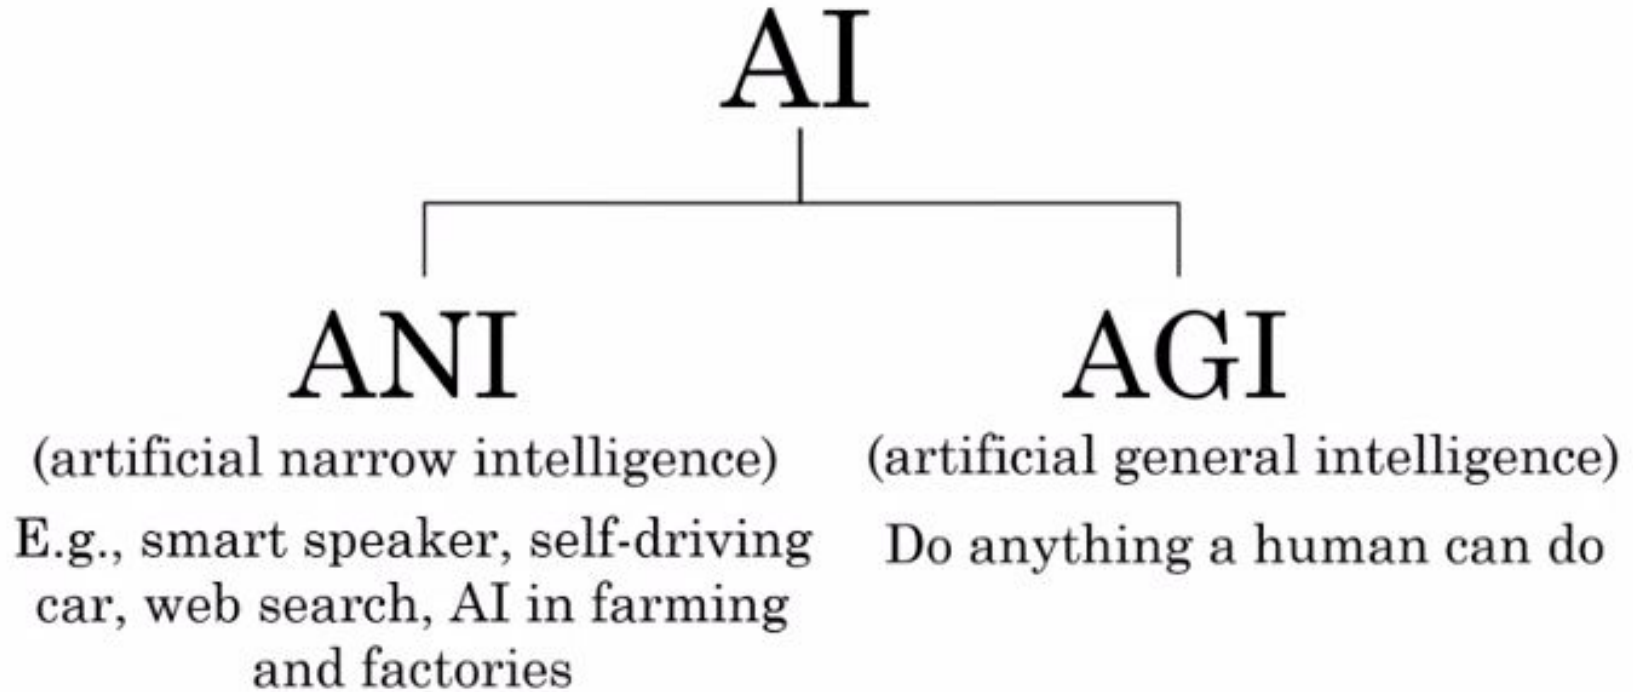 AI
ANI
(artificial narrow intelligence)
E.g., smart speaker, self-driving
car, web search, AI in farming
and factories
AGI
(artificial general intelligence)
Do anything a human can do